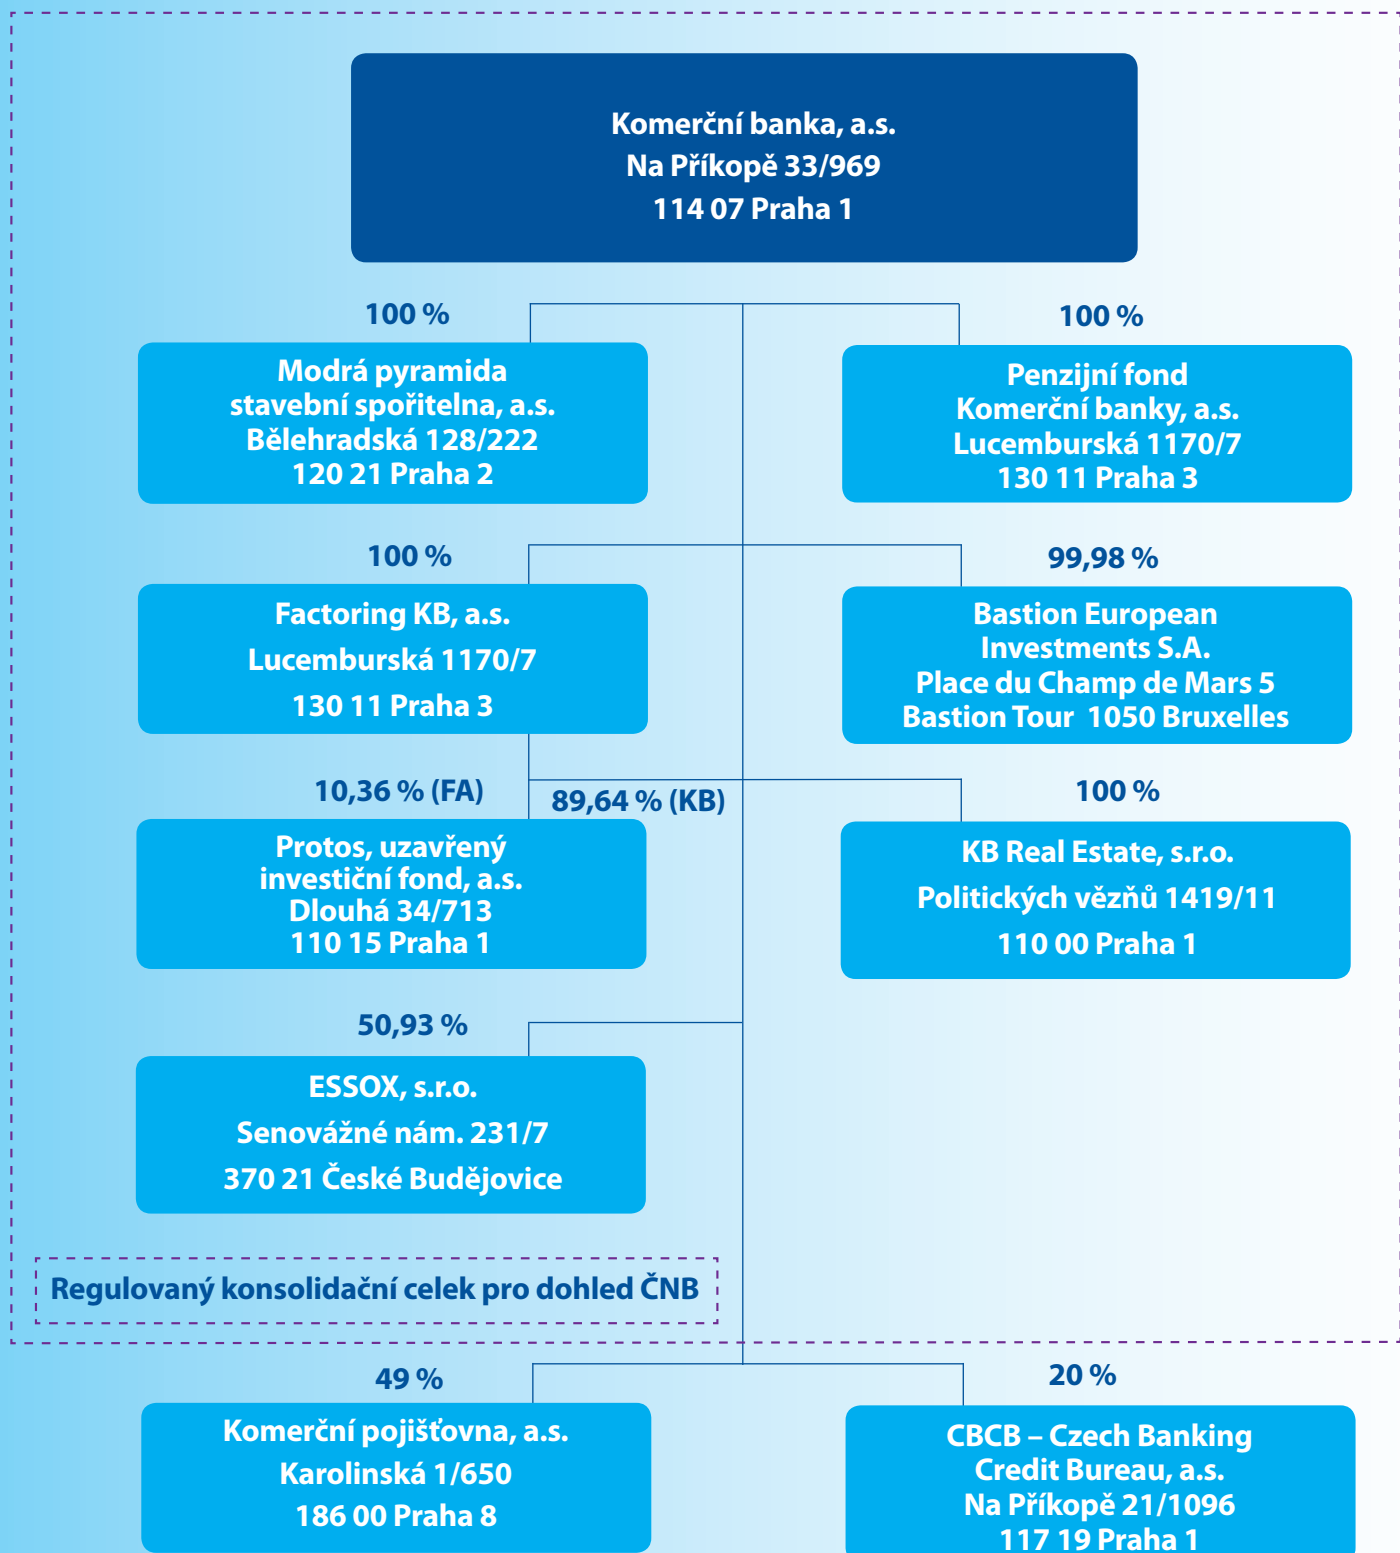 Komerční banka, a.s.
Na Příkopě 33/969
114 07 Praha 1
100 %
Modrá pyramida
stavební spořitelna, a.s.
Bělehradská 128/222
120 21 Praha 2
100 %
Penzijní fond
Komerční banky, a.s.
Lucemburská 1170/7
130 11 Praha 3
100 %
Factoring KB, a.s.
Lucemburská 1170/7
130 11 Praha 3
99,98 %
Bastion European
Investments S.A.
Place du Champ de Mars 5
Bastion Tour 1050 Bruxelles
10,36 % (FA)
89,64 % (KB)
Protos, uzavřený
investiční fond, a.s.
Dlouhá 34/713
110 15 Praha 1
100 %
KB Real Estate, s.r.o.
Politických vězňů 1419/11
110 00 Praha 1
50,93 %
ESSOX, s.r.o.
Senovážné nám. 231/7
370 21 České Budějovice
Regulovaný konsolidační celek pro dohled ČNB
49 %
Komerční pojišťovna, a.s.
Karolinská 1/650
186 00 Praha 8
20 %
CBCB – Czech Banking
Credit Bureau, a.s.
Na Příkopě 21/1096
117 19 Praha 1